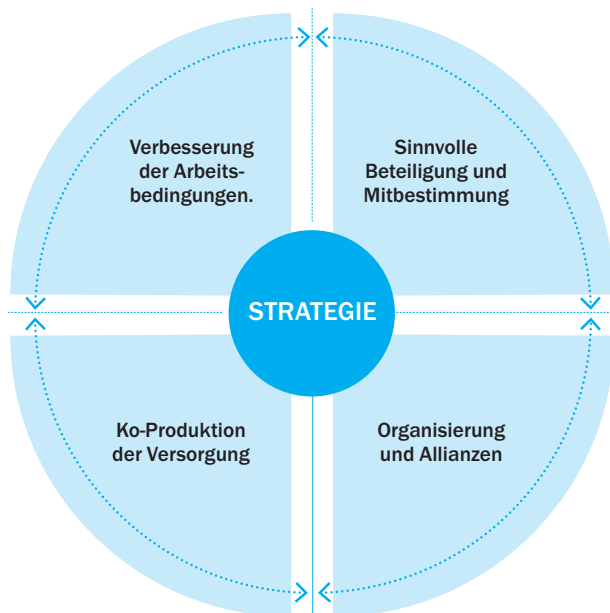 Verbesserung
der Arbeits-
bedingungen.
Sinnvolle
Beteiligung und
Mitbestimmung
STRATEGIE
Ko-Produktion
der Versorgung
Organisierung
und Allianzen